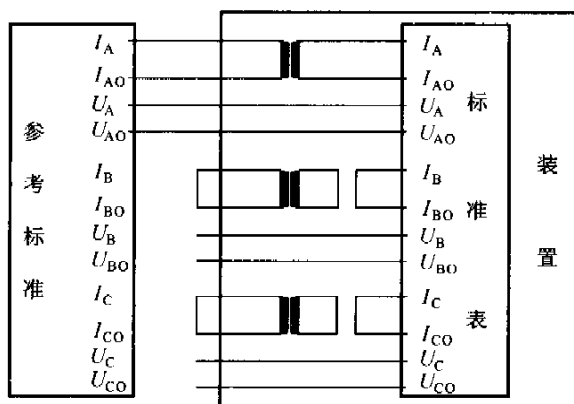 参考标准
I_A
I_AO
U_A
U_AO
I_B
I_BO
U_B
U_BO
I_C
I_CO
U_C
U_CO
I_A
I_AO
U_A
U_AO
I_B
I_BO
U_B
U_BO
I_C
I_CO
U_C
U_CO
标准表
装置